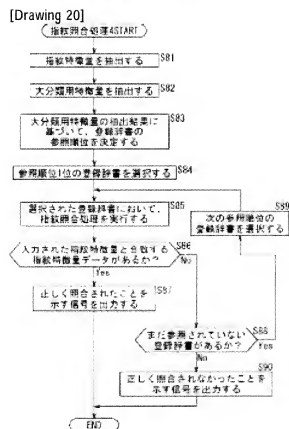 [Drawing 20]
指紋照合処理4START
指紋特徴量を抽出する
S81
大分類用特徴量を抽出する
S82
大分類用特徴量の抽出結果に
基づいて、登録辞書の
参照順位を決定する
S83
参照順位1位の登録辞書を選択する
S84
選択された登録辞書において、
指紋照合処理を実行する
S85
入力された指紋特徴量と合致する
指紋特徴量データがあるか?
S86
Yes
No
正しく照合されたことを
示す信号を出力する
S87
まだ参照されていない
登録辞書があるか?
S88
Yes
No
次の参照順位の
登録辞書を選択する
S89
正しく照合されなかったことを
示す信号を出力する
S90
END